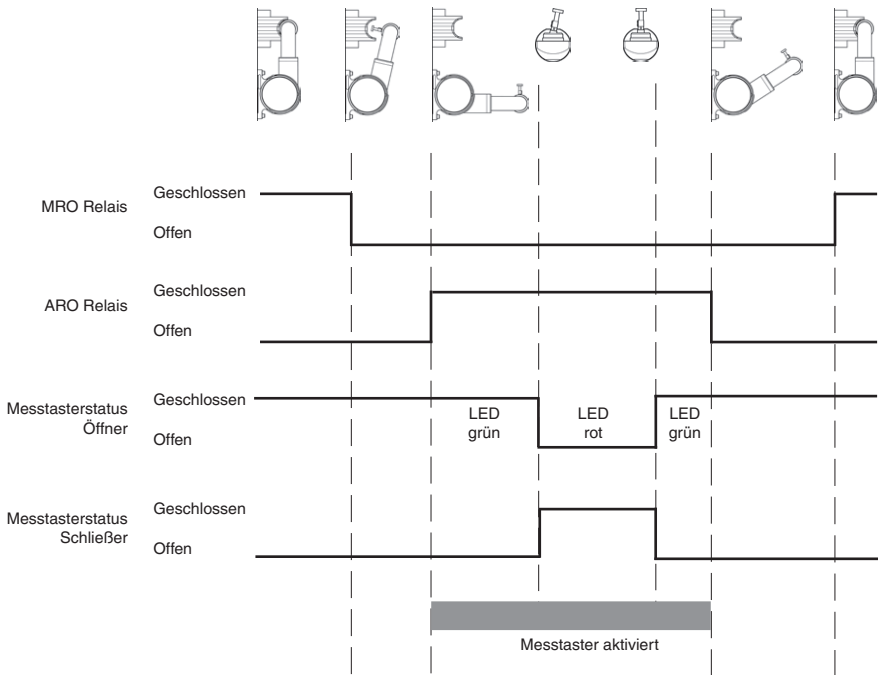 MRO Relais
Geschlossen
Offen
ARO Relais
Geschlossen
Offen
Messtasterstatus
Öffner
Geschlossen
Offen
LED
grün
LED
rot
LED
grün
Messtasterstatus
Schließer
Geschlossen
Offen
Messtaster aktiviert